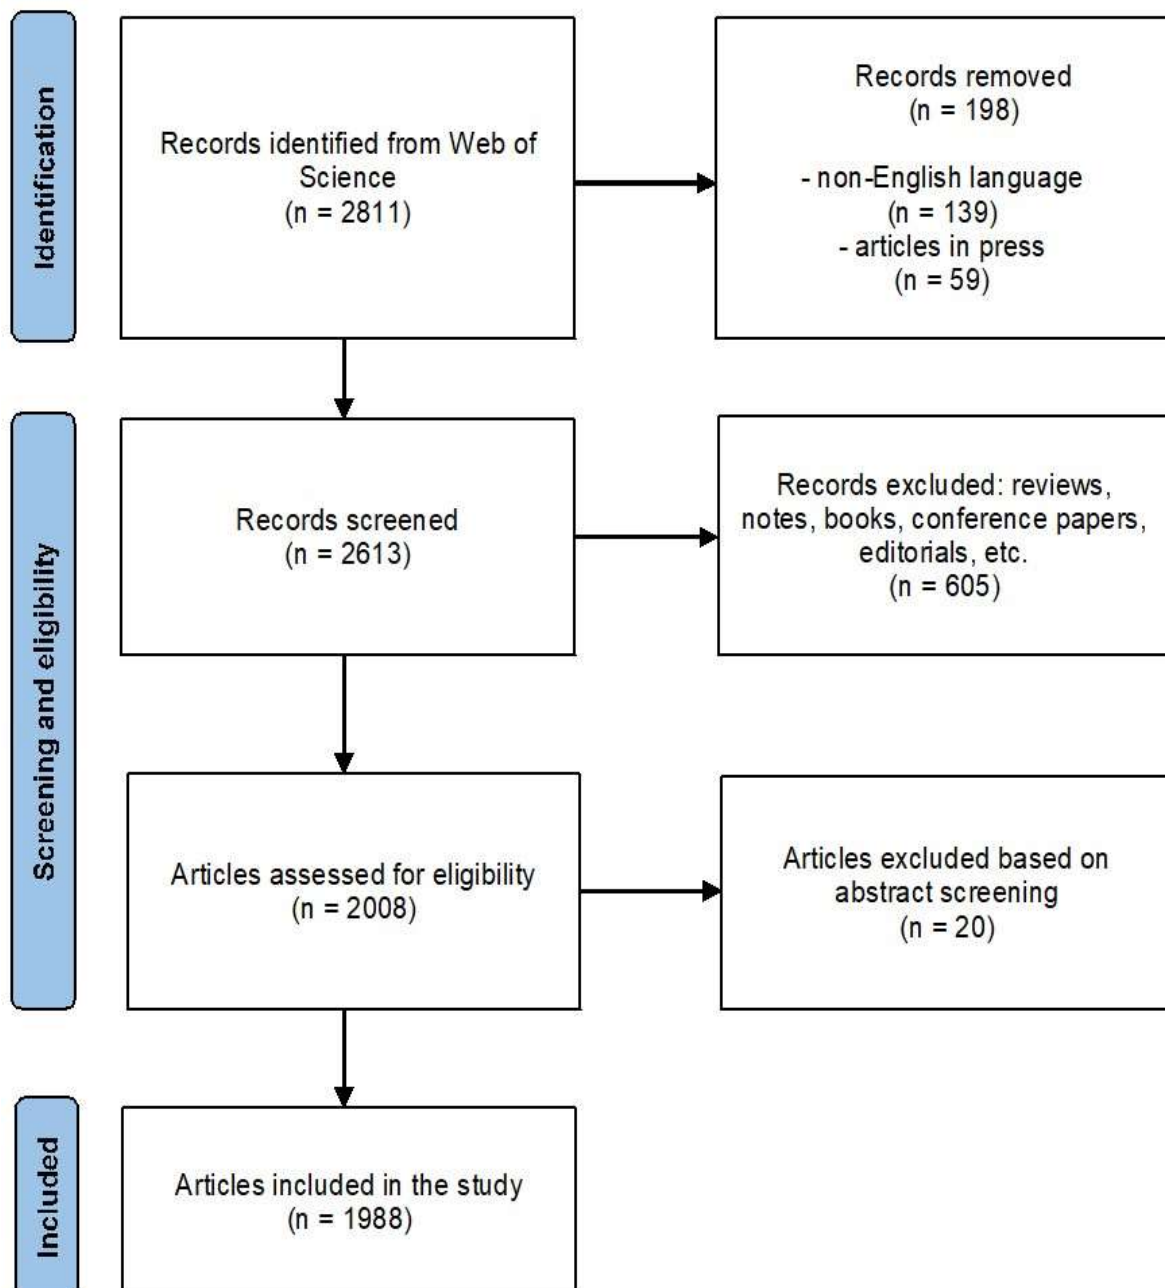 Identification
Records identified from Web of
Science
(n = 2811)
Records removed
(n = 198)
- non-English language
(n = 139)
- articles in press
(n = 59)
Screening and eligibility
Records screened
(n = 2613)
Records excluded: reviews,
notes, books, conference papers,
editorials, etc.
(n = 605)
Articles assessed for eligibility
(n = 2008)
Articles excluded based on
abstract screening
(n = 20)
Included
Articles included in the study
(n = 1988)